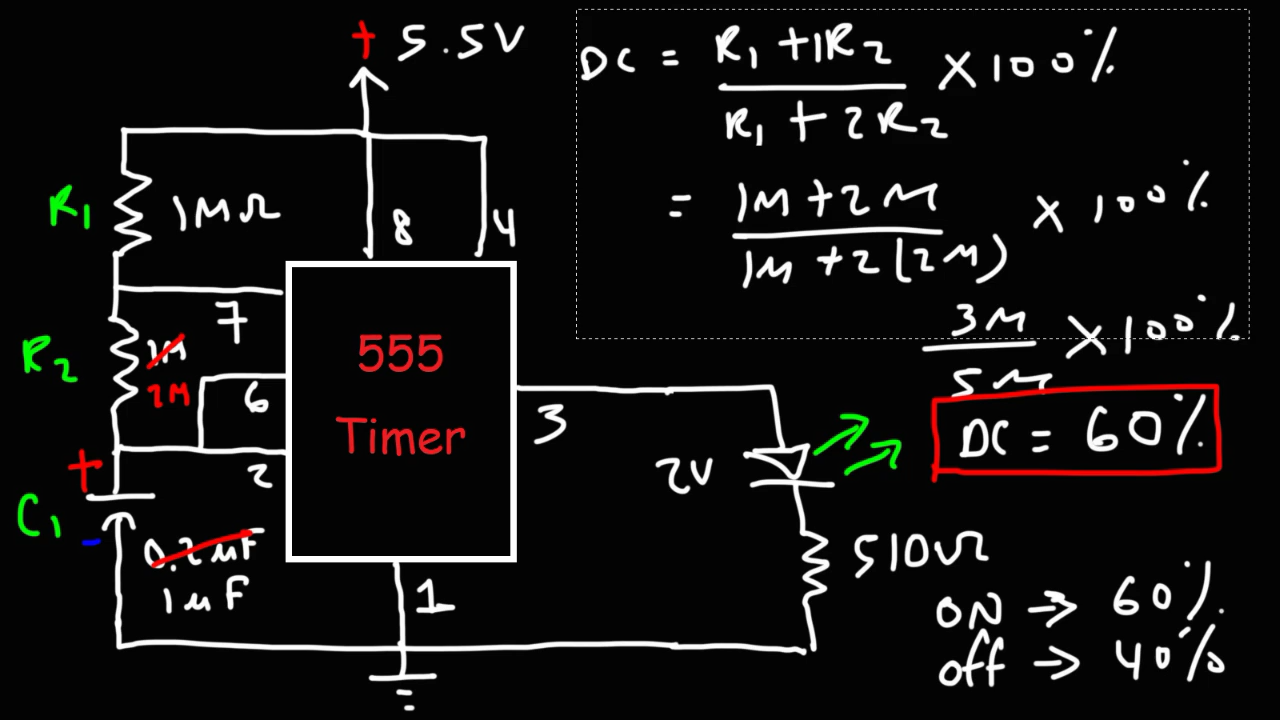 + 5.5V
DC = R₁ + 1R₂ / R₁ + 2R₂ × 100%
= 1M + 2M / 1M + 2(2M) × 100%
3M / 5M × 100%
DC = 60%
R₁ 1MΩ
8
4
7
R₂ 1M
2M
6
2
555
Timer
3
2V
+
C₁
-
0.2μF
1μF
1
510Ω
ON → 60%
off → 40%